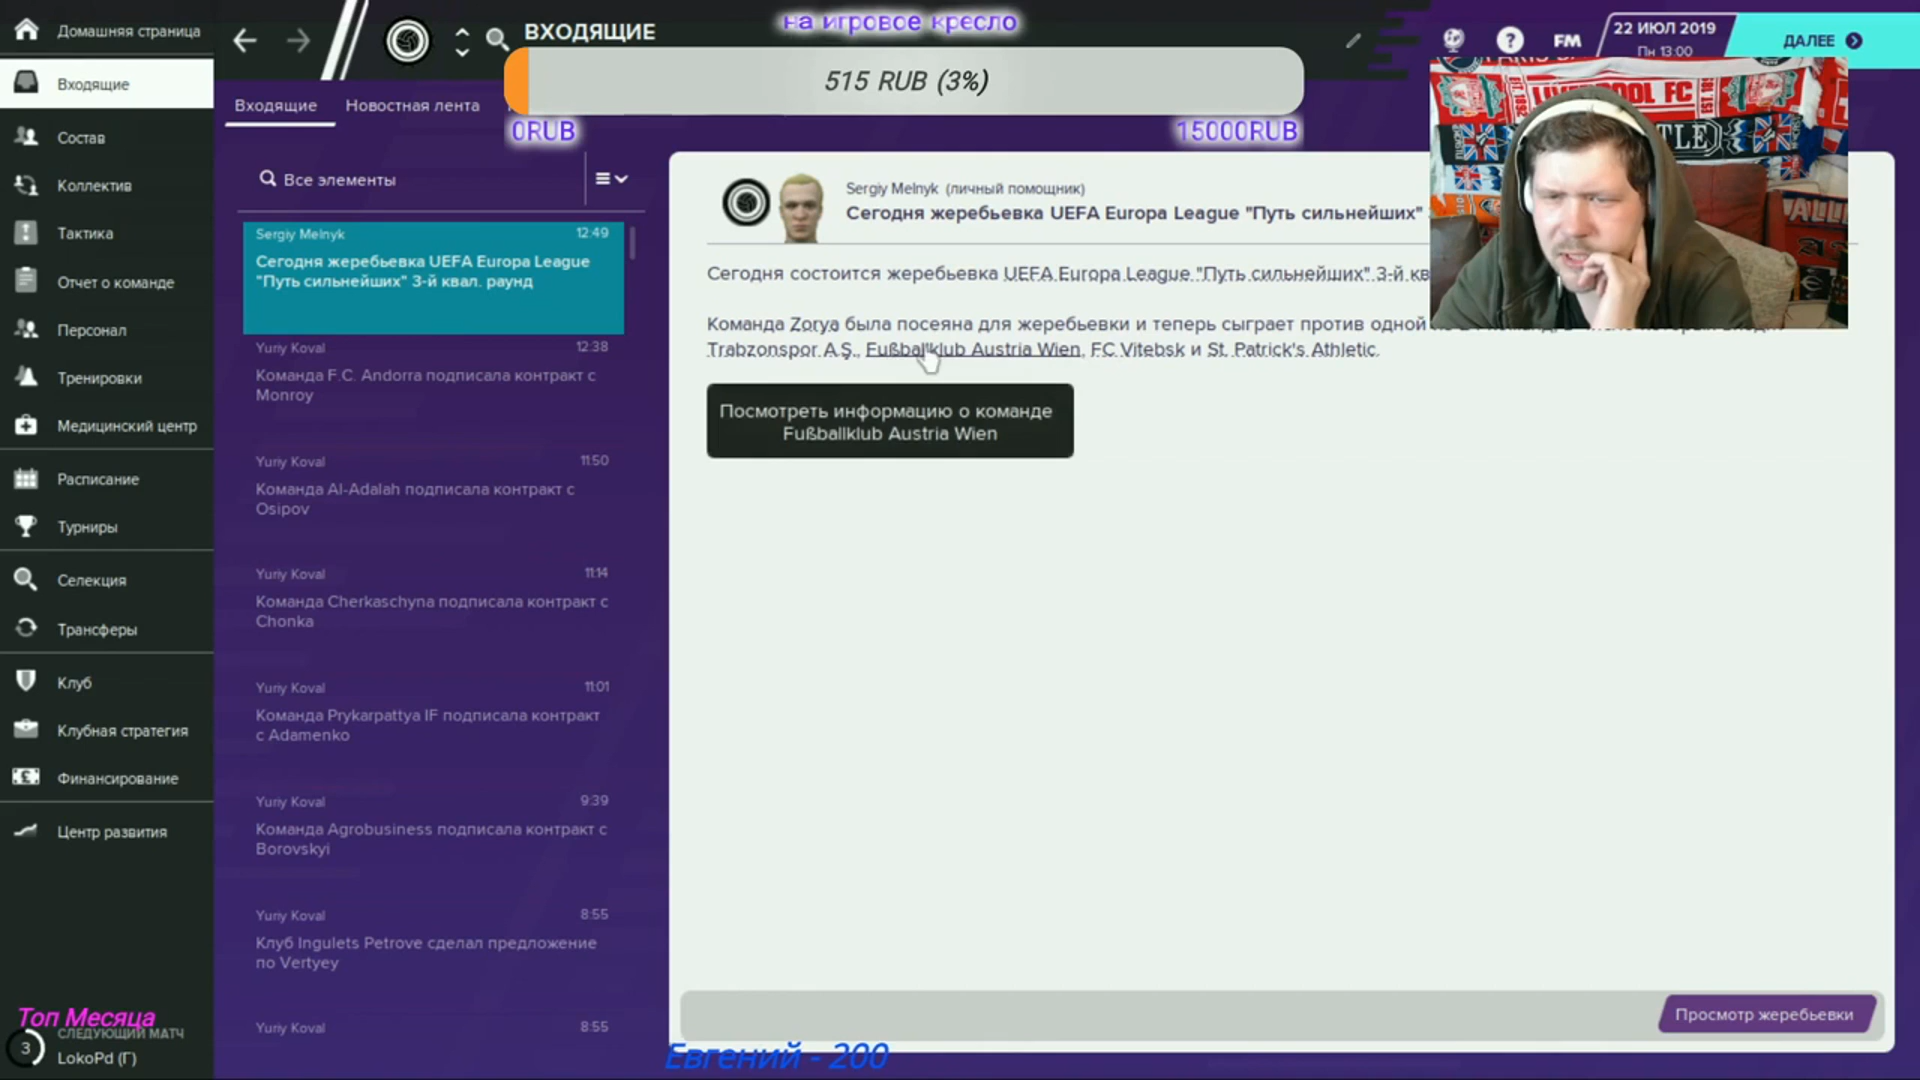 Домашняя страница
Входящие
Состав
Коллектив
Тактика
Отчет о команде
Персонал
Тренировки
Медицинский центр
Расписание
Турниры
Селекция
Трансферы
Клуб
Клубная стратегия
Финансирование
Центр развития
Топ Месяца
СЛЕДУЮЩИЙ МАТЧ
3
LokoPd (Г)
ВХОДЯЩИЕ
на игровое кресло
515 RUB (3%)
0RUB
15000RUB
? FM
22 ИЮЛ 2019
Пн 13:00
ДАЛЕЕ
Входящие
Новостная лента
Все элементы
Sergiy Melnyk 12:49
Сегодня жеребьевка UEFA Europa League
"Путь сильнейших" 3-й квал. раунд
Yuriy Koval 12:38
Команда F.C. Andorra подписала контракт с
Monroy
Yuriy Koval 11:50
Команда Al-Adalah подписала контракт с
Osipov
Yuriy Koval 11:14
Команда Cherkaschyna подписала контракт с
Chonka
Yuriy Koval 11:01
Команда Prykarpattya IF подписала контракт
с Adamenko
Yuriy Koval 9:39
Команда Agrobusiness подписала контракт с
Borovskyi
Yuriy Koval 8:55
Клуб Ingulets Petrove сделал предложение
по Vertyey
Yuriy Koval 8:55
Sergiy Melnyk (личный помощник)
Сегодня жеребьевка UEFA Europa League "Путь сильнейших"
Сегодня состоится жеребьевка UEFA Europa League "Путь сильнейших" 3-й кв
Команда Zorya была посеяна для жеребьевки и теперь сыграет против одной
Trabzonspor A.Ş., Fußballklub Austria Wien, FC Vitebsk и St. Patrick's Athletic.
Посмотреть информацию о команде
Fußballklub Austria Wien
LIVERPOOL FC
Просмотр жеребьевки
Евгений - 200